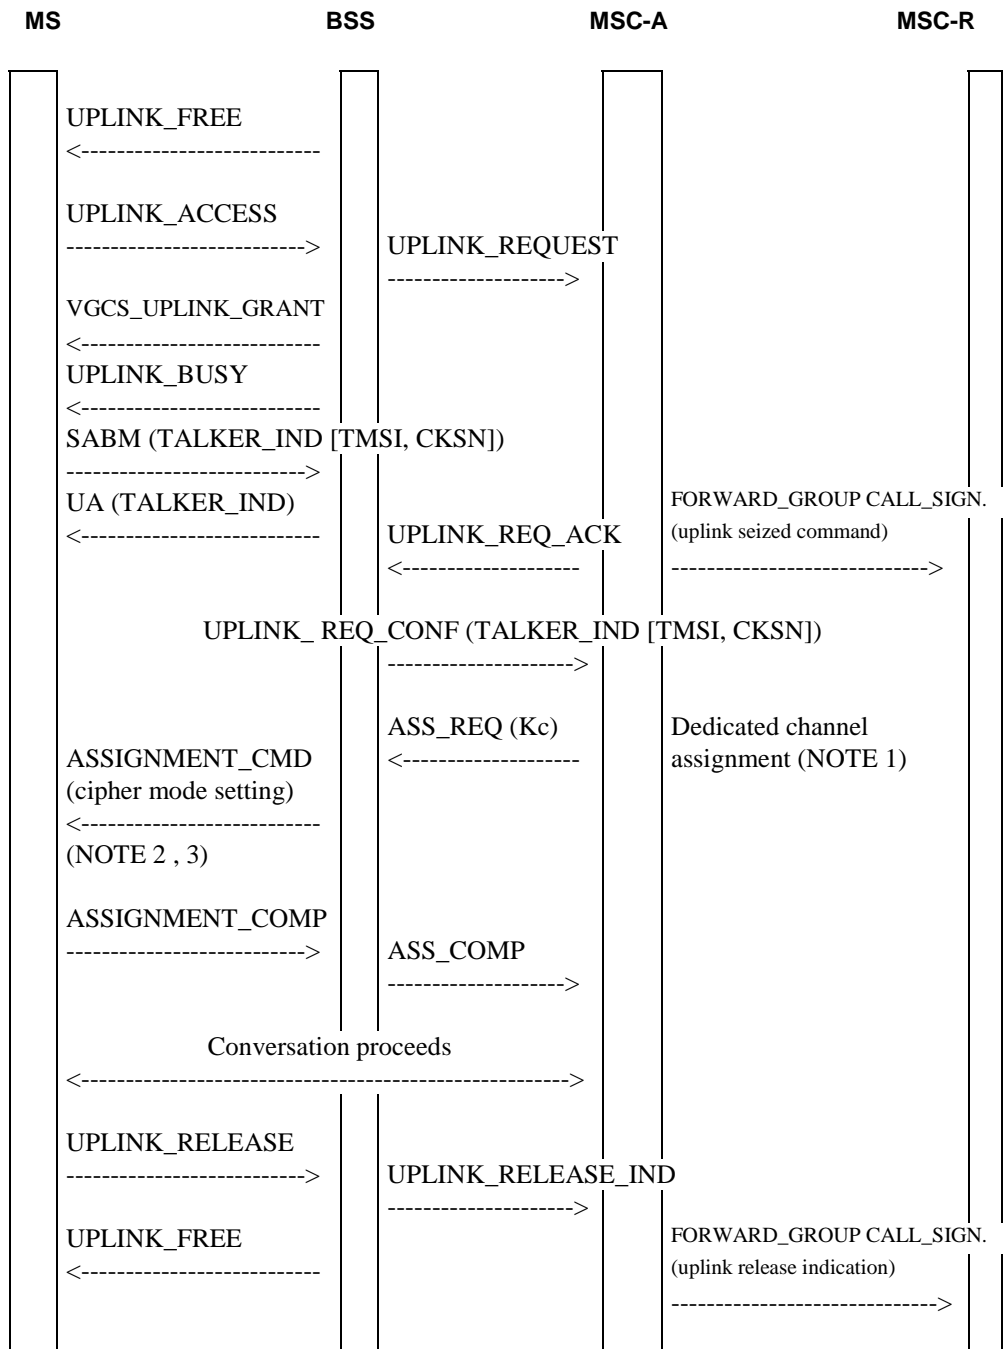 MS BSS MSC-A MSC-R
UPLINK_FREE
<---------------------------
UPLINK_ACCESS
---------------------------> UPLINK_REQUEST
-------------------->
VGCS_UPLINK_GRANT
<---------------------------
UPLINK_BUSY
<---------------------------
SABM (TALKER_IND [TMSI, CKSN])
--------------------------->
UA (TALKER_IND) FORWARD_GROUP CALL_SIGN.
<--------------------------- UPLINK_REQ_ACK (uplink seized command)
<-------------------- ----------------------------->
UPLINK_ REQ_CONF (TALKER_IND [TMSI, CKSN])
--------------------->
ASS_REQ (Kc) Dedicated channel
ASSIGNMENT_CMD <-------------------- assignment (NOTE 1)
(cipher mode setting)
<---------------------------
(NOTE 2 , 3)
ASSIGNMENT_COMP
---------------------------> ASS_COMP
-------------------->
Conversation proceeds
<------------------------------------------------------->
UPLINK_RELEASE
---------------------------> UPLINK_RELEASE_IND
--------------------->
UPLINK_FREE FORWARD_GROUP CALL_SIGN.
<--------------------------- (uplink release indication)
------------------------------>